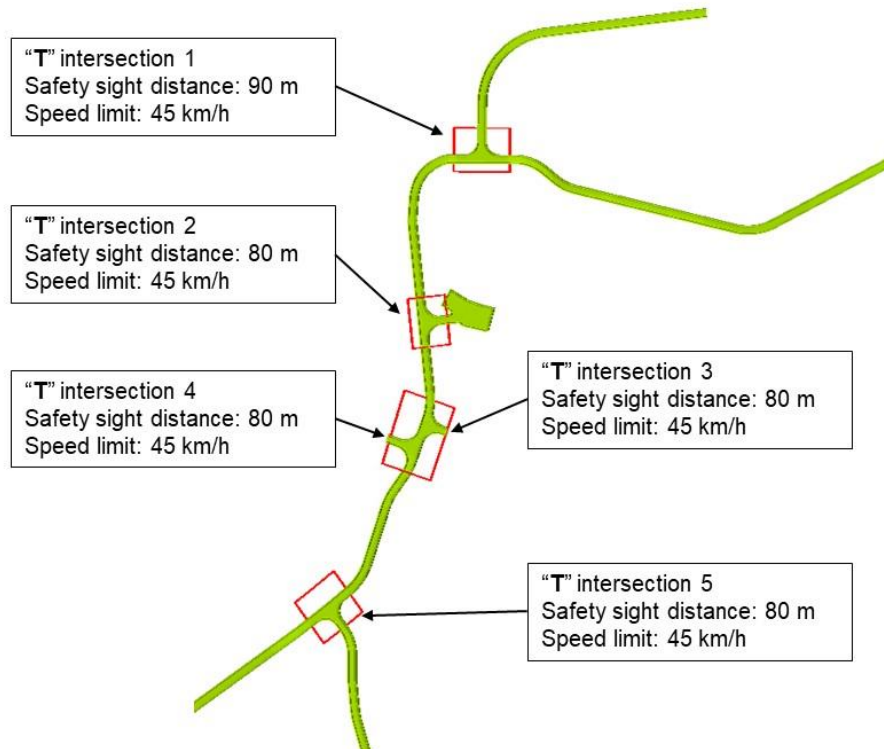 “T” intersection 1
Safety sight distance: 90 m
Speed limit: 45 km/h
“T” intersection 2
Safety sight distance: 80 m
Speed limit: 45 km/h
“T” intersection 4
Safety sight distance: 80 m
Speed limit: 45 km/h
“T” intersection 3
Safety sight distance: 80 m
Speed limit: 45 km/h
“T” intersection 5
Safety sight distance: 80 m
Speed limit: 45 km/h